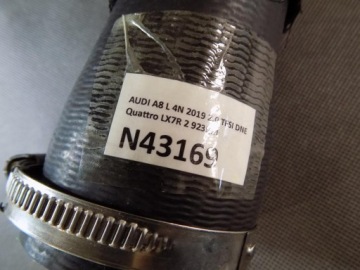 AUDI A8 L 4N 2019 TFSI DNE
Quattro LX7R 2
N43169